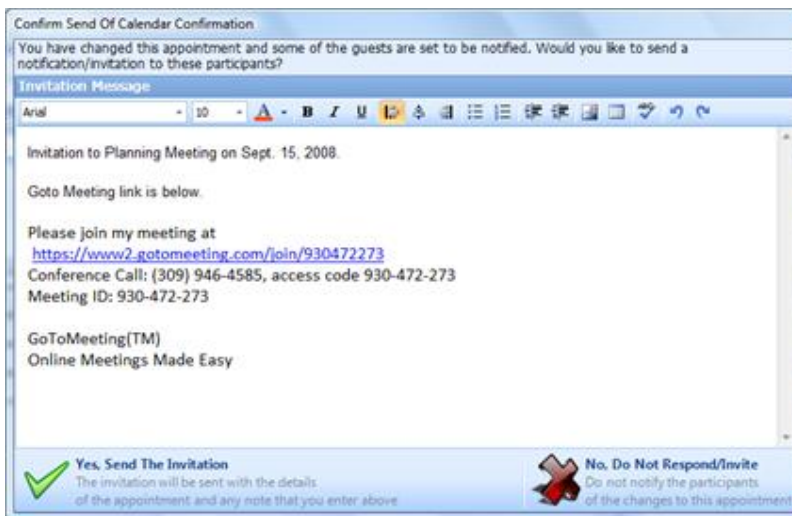 Confirm Send Of Calendar Confirmation
You have changed this appointment and some of the guests are set to be notified. Would you like to send a
notification/invitation to these participants?
Invitation Message
Arial 10 A B I U
Invitation to Planning Meeting on Sept. 15, 2008.
Goto Meeting link is below.
Please join my meeting at
https://www2.gotomeeting.com/join/930472273
Conference Call: (309) 946-4585, access code 930-472-273
Meeting ID: 930-472-273
GoToMeeting(TM)
Online Meetings Made Easy
Yes, Send The Invitation
The invitation will be sent with the details
of the appointment and any note that you enter above
No, Do Not Respond/Invite
Do not notify the participants
of the changes to this appointment